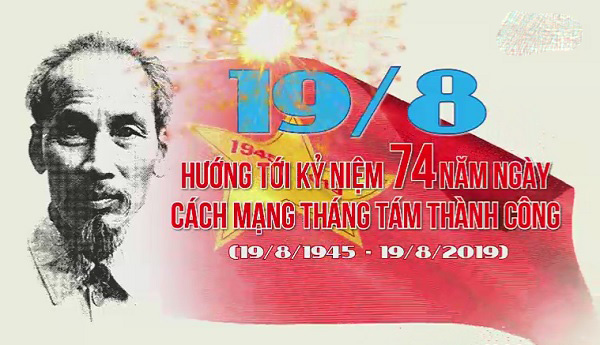 19/8
1945
HƯỚNG TỚI KỶ NIỆM 74 NĂM NGÀY
CÁCH MẠNG THÁNG TÁM THÀNH CÔNG
(19/8/1945 - 19/8/2019)